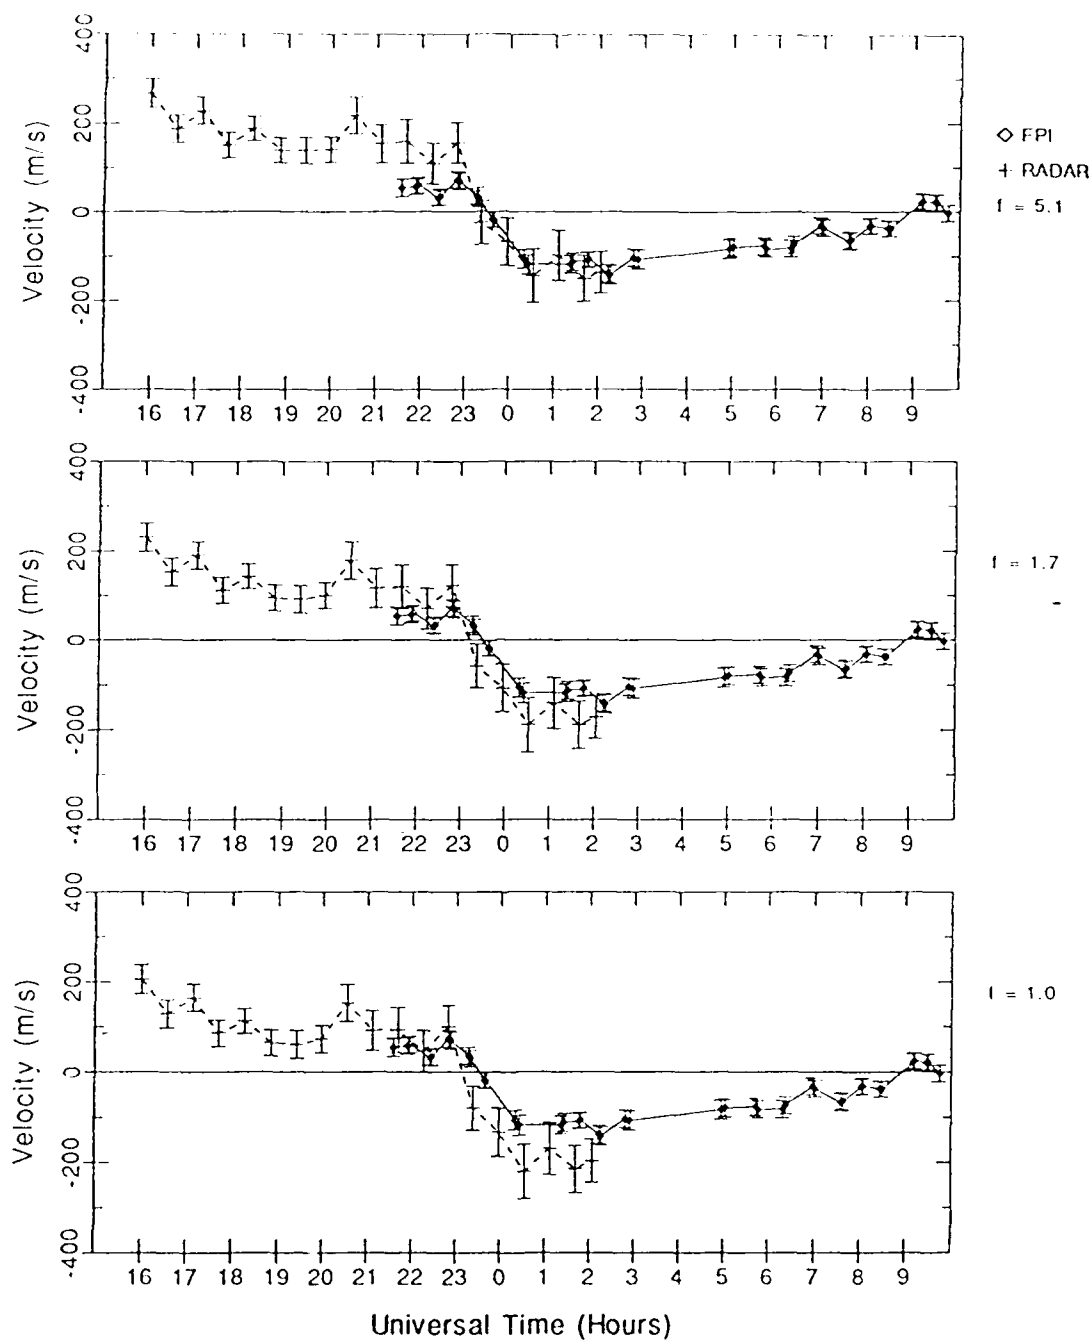 400
200
0
-200
-400
Velocity (m/s)
16 17 18 19 20 21 22 23 0 1 2 3 4 5 6 7 8 9
◇ FPI
+ RADAR
f = 5.1
400
200
0
-200
-400
Velocity (m/s)
16 17 18 19 20 21 22 23 0 1 2 3 4 5 6 7 8 9
f = 1.7
400
200
0
-200
-400
Velocity (m/s)
16 17 18 19 20 21 22 23 0 1 2 3 4 5 6 7 8 9
f = 1.0
Universal Time (Hours)